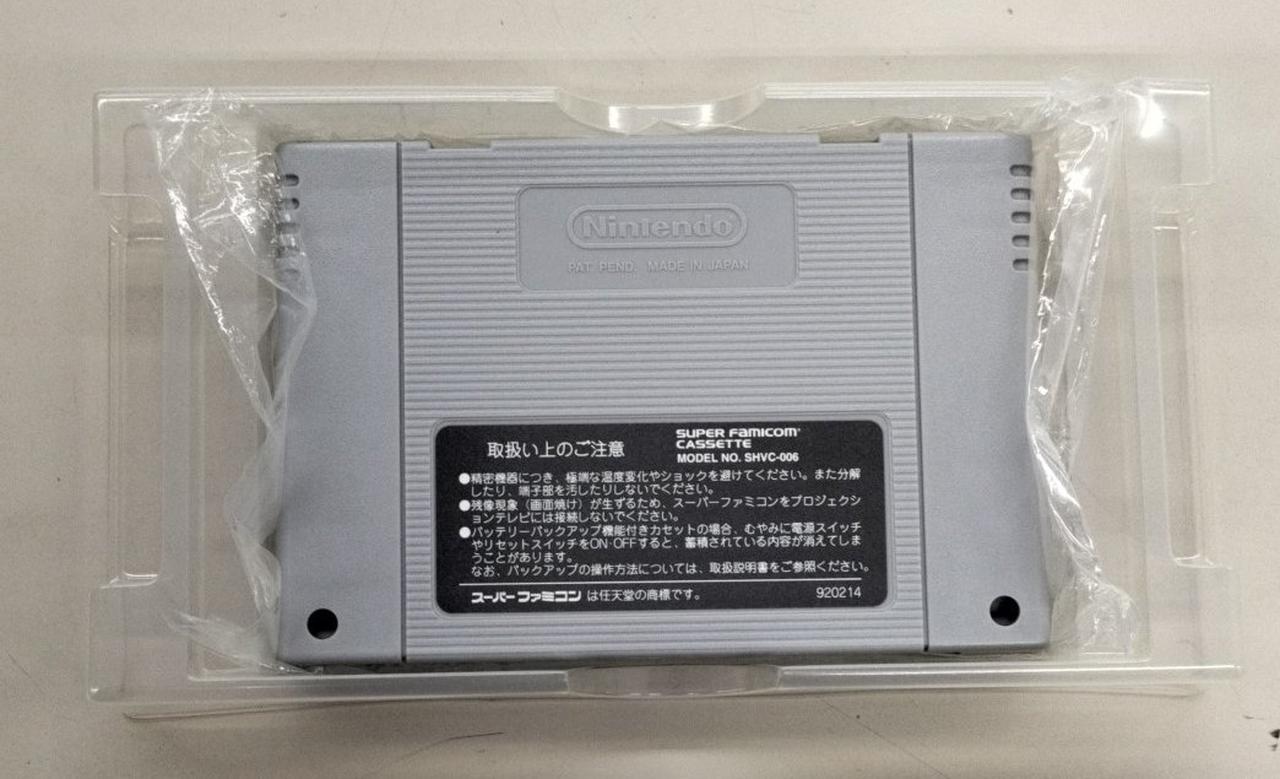 Nintendo
PAT. PEND. MADE IN JAPAN
取扱い上のご注意
SUPER FAMICOM
CASSETTE
MODEL NO. SHVC-006
●精密機器につき、極端な温度変化やショックを避けてください。また分解
したり、端子部を汚したりしないでください。
●残像現象（画面焼け）が生ずるため、スーパーファミコンをプロジェクシ
ョンテレビには接続しないでください。
●バッテリーバックアップ機能付きカセットの場合、むやみに電源スイッチ
やリセットスイッチをON・OFFすると、蓄積されている内容が消えてしま
うことがあります。
なお、バックアップの操作方法については、取扱説明書をご参照ください。
スーパーファミコン は任天堂の商標です。
920214